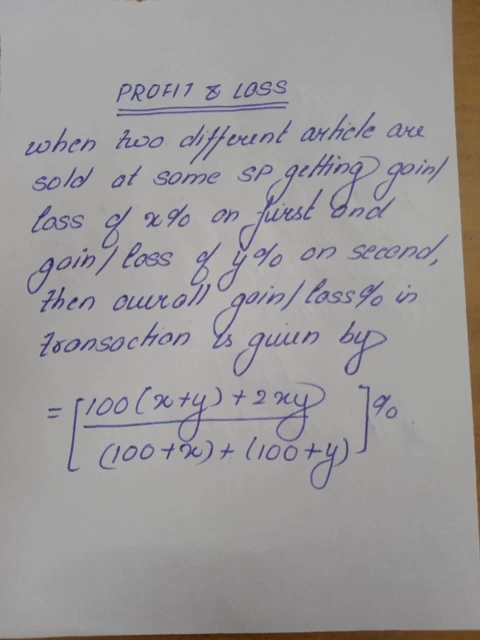 PROFIT & LOSS
when two different article are
sold at same SP getting gain/
loss of x% on first and
gain/loss of y% on second,
then overall gain/loss% in
transaction is given by
= [100(x+y)+2xy / (100+x)+(100+y)]%